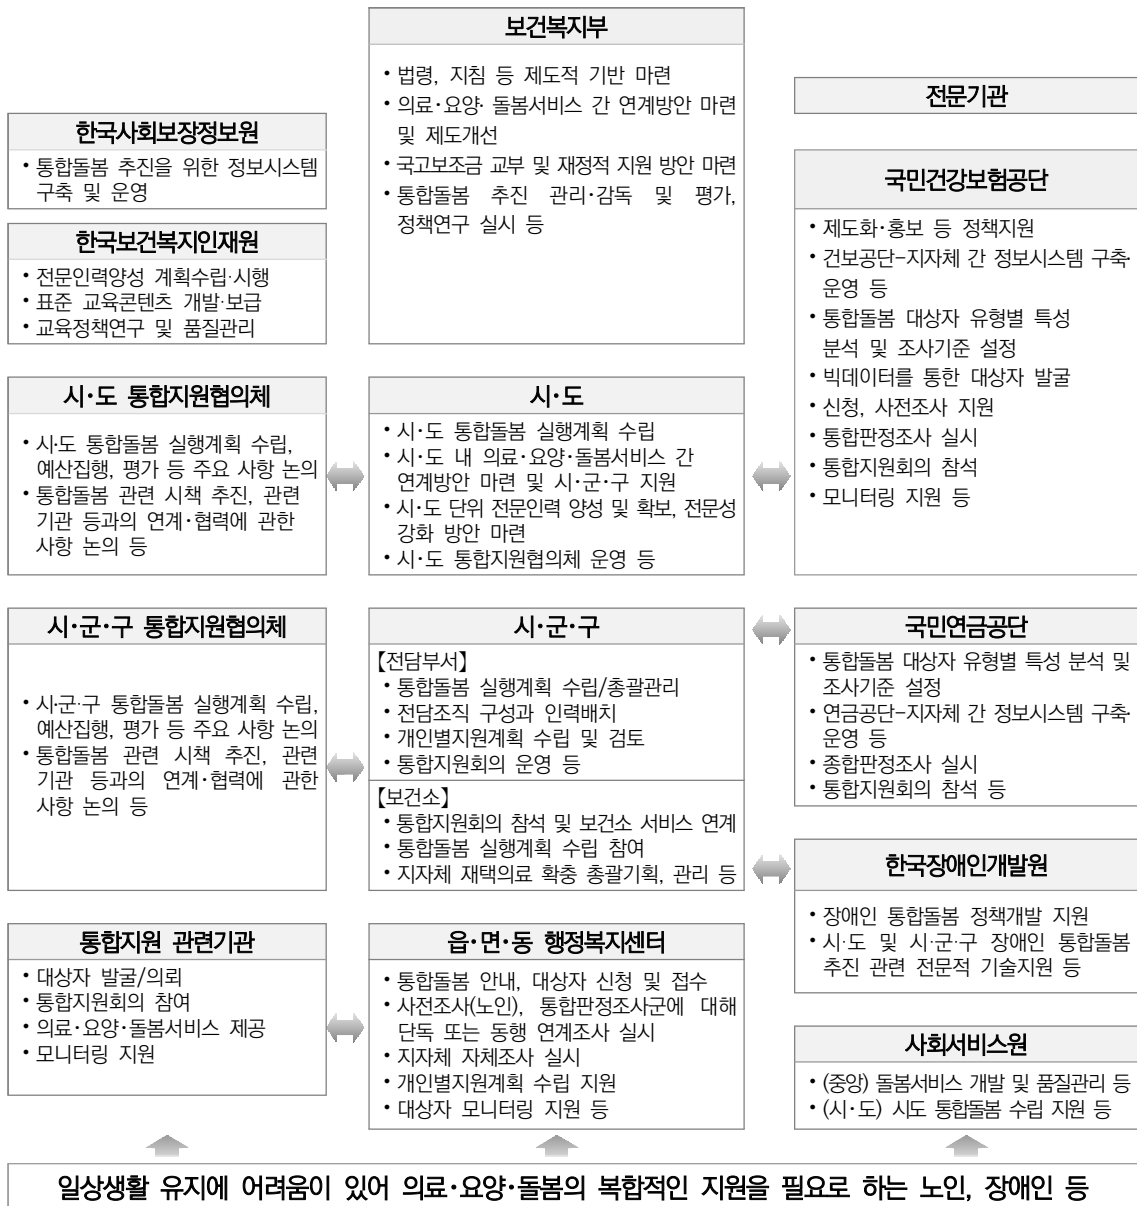 보건복지부
• 법령, 지침 등 제도적 기반 마련
• 의료·요양· 돌봄서비스 간 연계방안 마련
및 제도개선
• 국고보조금 교부 및 재정적 지원 방안 마련
• 통합돌봄 추진 관리·감독 및 평가,
정책연구 실시 등
한국사회보장정보원
• 통합돌봄 추진을 위한 정보시스템
구축 및 운영
한국보건복지인재원
• 전문인력양성 계획수립·시행
• 표준 교육콘텐츠 개발·보급
• 교육정책연구 및 품질관리
전문기관
국민건강보험공단
• 제도화·홍보 등 정책지원
• 건보공단-지자체 간 정보시스템 구축·
운영 등
• 통합돌봄 대상자 유형별 특성
분석 및 조사기준 설정
• 빅데이터를 통한 대상자 발굴
• 신청, 사전조사 지원
• 통합판정조사 실시
• 통합지원회의 참석
• 모니터링 지원 등
시·도 통합지원협의체
• 시·도 통합돌봄 실행계획 수립,
예산집행, 평가 등 주요 사항 논의
• 통합돌봄 관련 시책 추진, 관련
기관 등과의 연계·협력에 관한
사항 논의 등
시·도
• 시·도 통합돌봄 실행계획 수립
• 시·도 내 의료·요양·돌봄서비스 간
연계방안 마련 및 시·군·구 지원
• 시·도 단위 전문인력 양성 및 확보, 전문성
강화 방안 마련
• 시·도 통합지원협의체 운영 등
시·군·구 통합지원협의체
• 시·군·구 통합돌봄 실행계획 수립,
예산집행, 평가 등 주요 사항 논의
• 통합돌봄 관련 시책 추진, 관련
기관 등과의 연계·협력에 관한
사항 논의 등
시·군·구
【전담부서】
• 통합돌봄 실행계획 수립/총괄관리
• 전담조직 구성과 인력배치
• 개인별지원계획 수립 및 검토
• 통합지원회의 운영 등
【보건소】
• 통합지원회의 참석 및 보건소 서비스 연계
• 통합돌봄 실행계획 수립 참여
• 지자체 재택의료 확충 총괄기획, 관리 등
국민연금공단
• 통합돌봄 대상자 유형별 특성 분석 및
조사기준 설정
• 연금공단-지자체 간 정보시스템 구축·
운영 등
• 종합판정조사 실시
• 통합지원회의 참석 등
한국장애인개발원
• 장애인 통합돌봄 정책개발 지원
• 시·도 및 시·군·구 장애인 통합돌봄
추진 관련 전문적 기술지원 등
통합지원 관련기관
• 대상자 발굴/의뢰
• 통합지원회의 참여
• 의료·요양·돌봄서비스 제공
• 모니터링 지원
읍·면·동 행정복지센터
• 통합돌봄 안내, 대상자 신청 및 접수
• 사전조사(노인), 통합판정조사군에 대해
단독 또는 동행 연계조사 실시
• 지자체 자체조사 실시
• 개인별지원계획 수립 지원
• 대상자 모니터링 지원 등
사회서비스원
• (중앙) 돌봄서비스 개발 및 품질관리 등
• (시·도) 시도 통합돌봄 수립 지원 등
일상생활 유지에 어려움이 있어 의료·요양·돌봄의 복합적인 지원을 필요로 하는 노인, 장애인 등